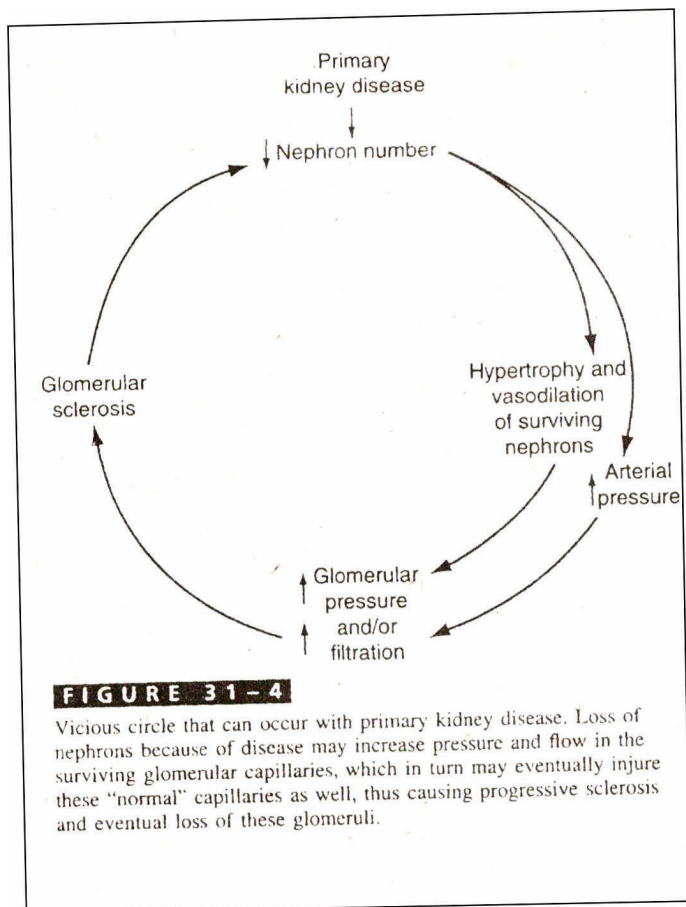 Primary
kidney disease
↓
↓ Nephron number
Hypertrophy and
vasodilation
of surviving
nephrons
↑ Arterial
pressure
↑ Glomerular
pressure
and/or
↑ filtration
Glomerular
sclerosis
FIGURE 31-4
Vicious circle that can occur with primary kidney disease. Loss of
nephrons because of disease may increase pressure and flow in the
surviving glomerular capillaries, which in turn may eventually injure
these "normal" capillaries as well, thus causing progressive sclerosis
and eventual loss of these glomeruli.